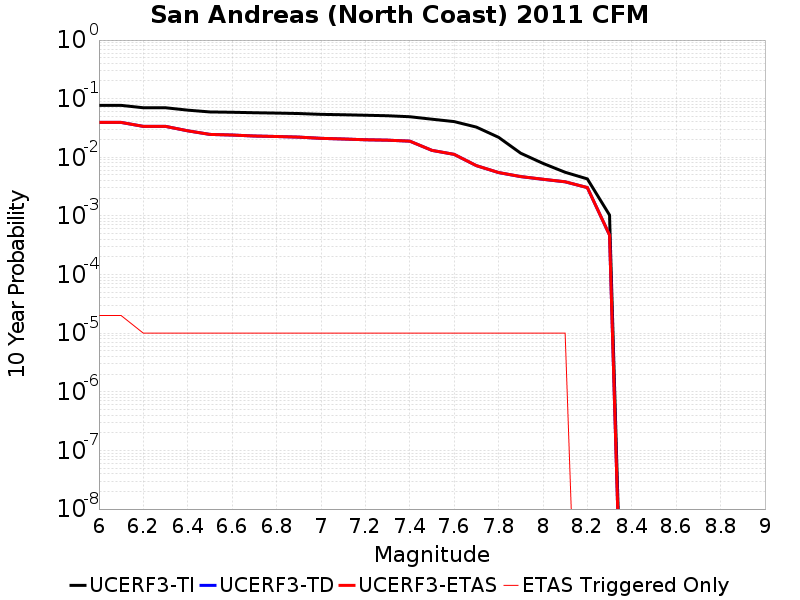 San Andreas (North Coast) 2011 CFM
10^0
10^-1
10^-2
10^-3
10^-4
10^-5
10^-6
10^-7
10^-8
10 Year Probability
6 6.2 6.4 6.6 6.8 7 7.2 7.4 7.6 7.8 8 8.2 8.4 8.6 8.8 9
Magnitude
UCERF3-TI UCERF3-TD UCERF3-ETAS ETAS Triggered Only